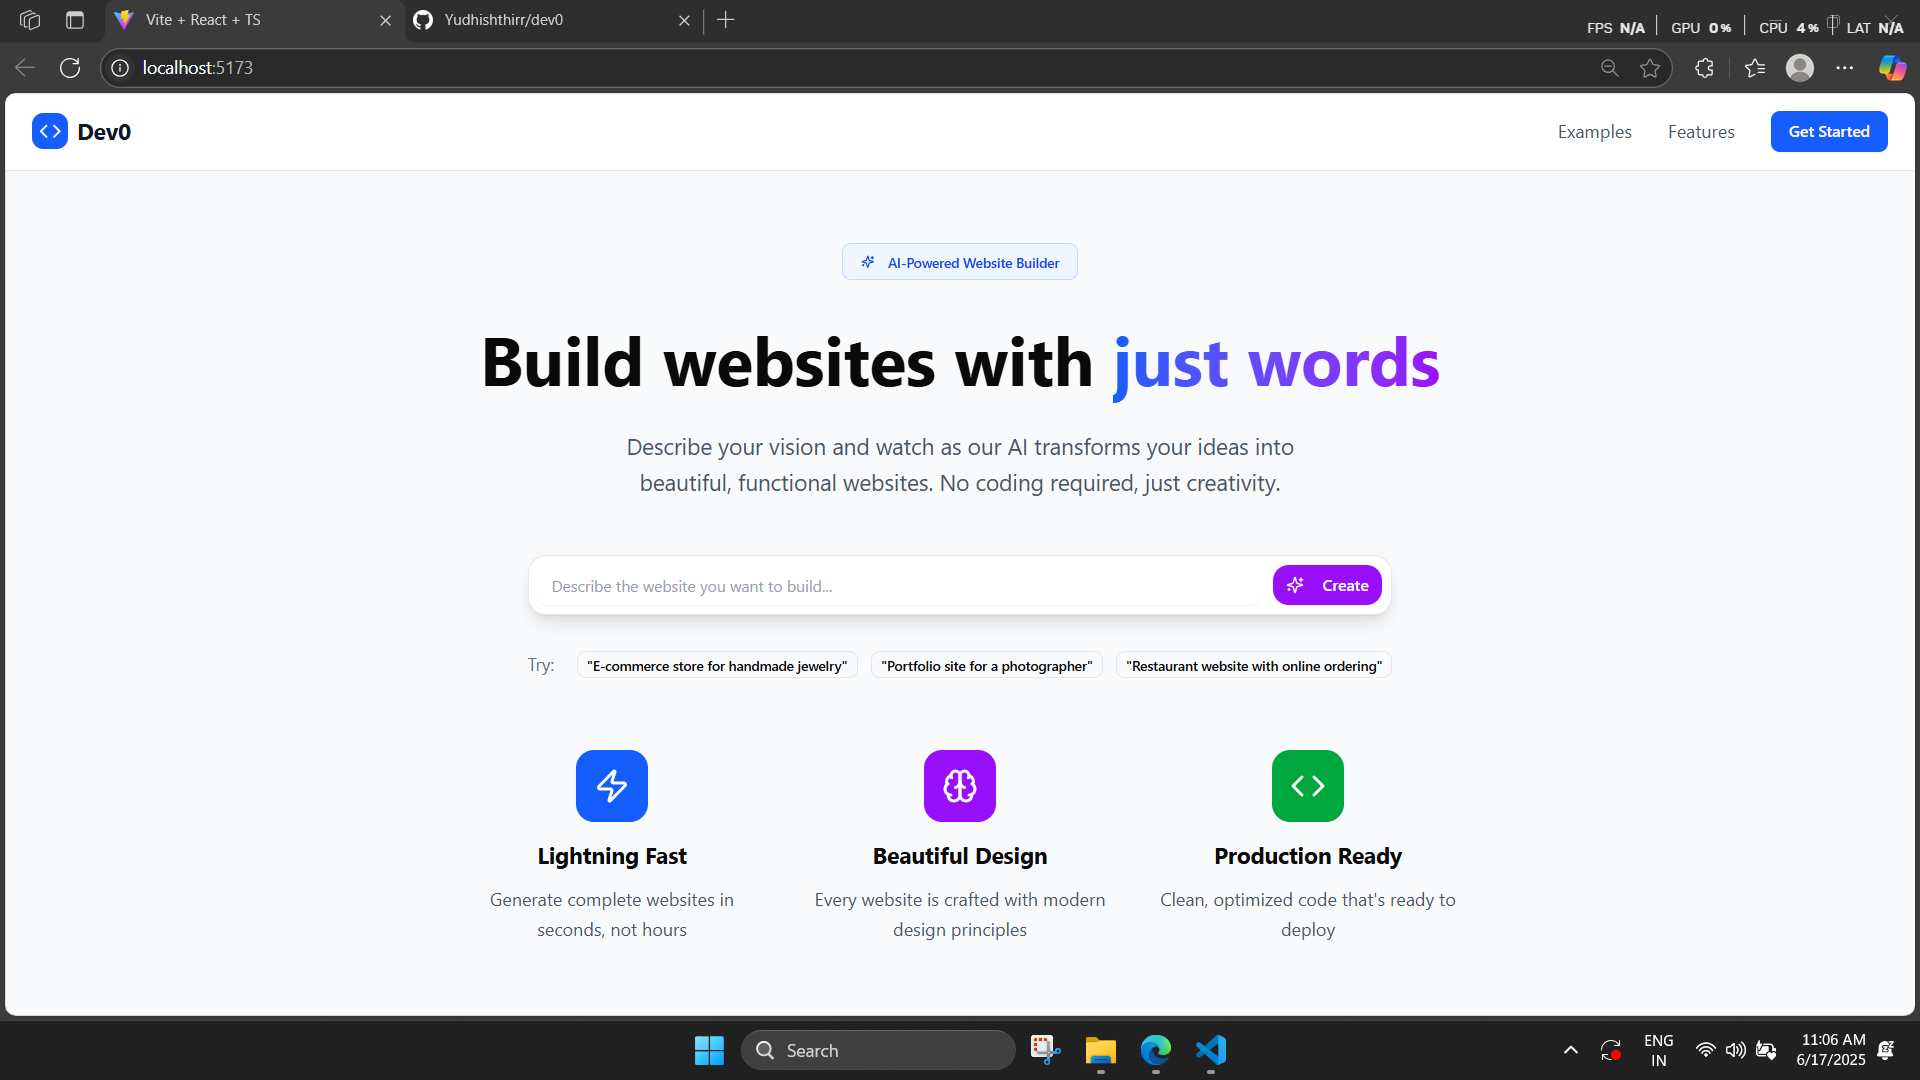 Vite + React + TS
Yudhishthirr/dev0
FPS N/A GPU 0% CPU 4% LAT N/A
localhost:5173
Dev0
Examples
Features
Get Started
AI-Powered Website Builder
Build websites with just words
Describe your vision and watch as our AI transforms your ideas into
beautiful, functional websites. No coding required, just creativity.
Describe the website you want to build...
Create
Try:
"E-commerce store for handmade jewelry"
"Portfolio site for a photographer"
"Restaurant website with online ordering"
Lightning Fast
Generate complete websites in
seconds, not hours
Beautiful Design
Every website is crafted with modern
design principles
Production Ready
Clean, optimized code that's ready to
deploy
Search
ENG
IN
11:06 AM
6/17/2025